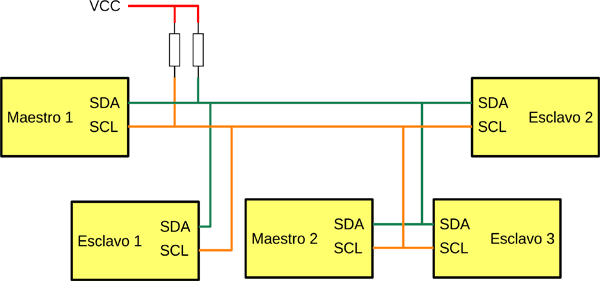 VCC
Maestro 1
SDA
SCL
SDA
SCL
Esclavo 2
Esclavo 1
SDA
SCL
Maestro 2
SDA
SCL
SDA
SCL
Esclavo 3